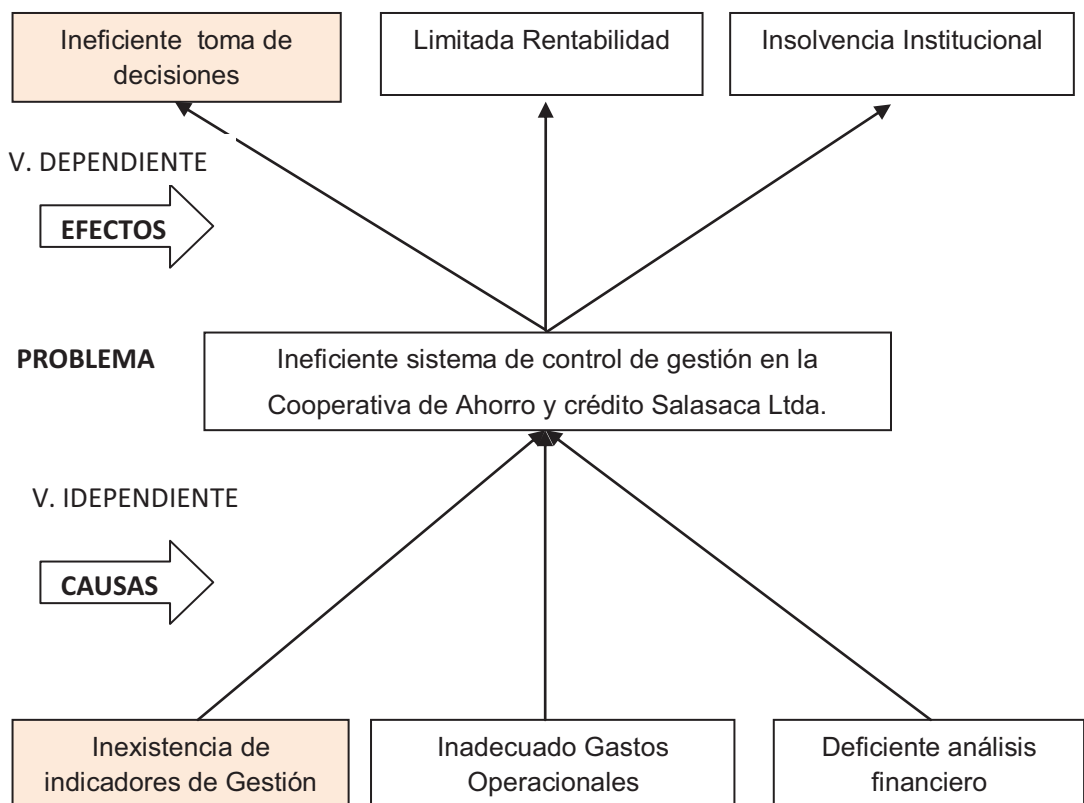 Ineficiente toma de
decisiones
Limitada Rentabilidad
Insolvencia Institucional
V. DEPENDIENTE
EFECTOS
PROBLEMA
Ineficiente sistema de control de gestión en la
Cooperativa de Ahorro y crédito Salasaca Ltda.
V. IDEPENDIENTE
CAUSAS
Inexistencia de
indicadores de Gestión
Inadecuado Gastos
Operacionales
Deficiente análisis
financiero